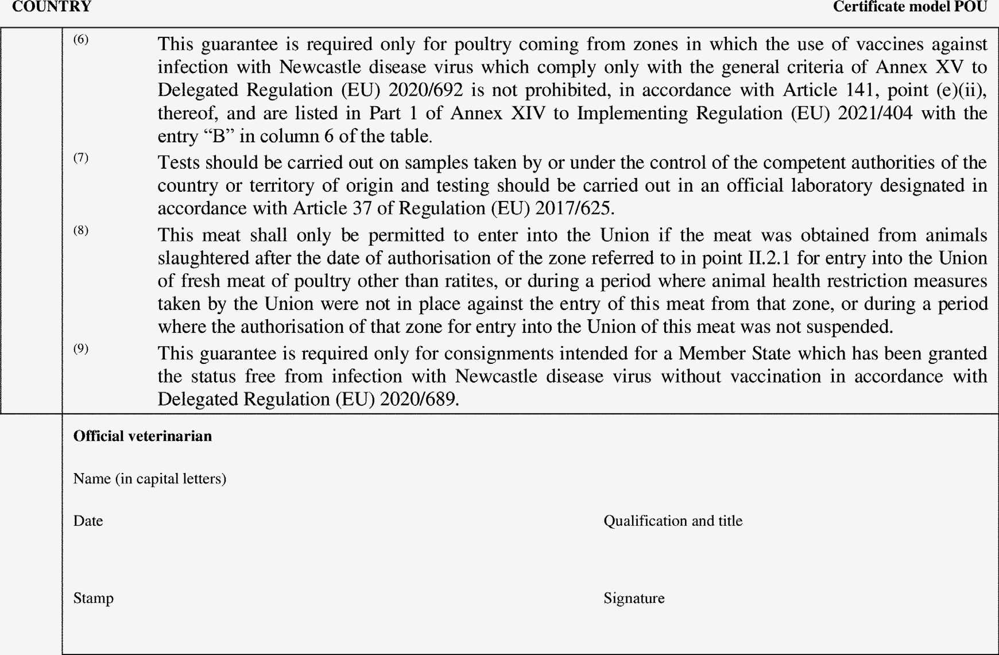 COUNTRY Certificate model POU
(6) This guarantee is required only for poultry coming from zones in which the use of vaccines against
infection with Newcastle disease virus which comply only with the general criteria of Annex XV to
Delegated Regulation (EU) 2020/692 is not prohibited, in accordance with Article 141, point (e)(ii),
thereof, and are listed in Part 1 of Annex XIV to Implementing Regulation (EU) 2021/404 with the
entry “B” in column 6 of the table.
(7) Tests should be carried out on samples taken by or under the control of the competent authorities of the
country or territory of origin and testing should be carried out in an official laboratory designated in
accordance with Article 37 of Regulation (EU) 2017/625.
(8) This meat shall only be permitted to enter into the Union if the meat was obtained from animals
slaughtered after the date of authorisation of the zone referred to in point II.2.1 for entry into the Union
of fresh meat of poultry other than ratites, or during a period where animal health restriction measures
taken by the Union were not in place against the entry of this meat from that zone, or during a period
where the authorisation of that zone for entry into the Union of this meat was not suspended.
(9) This guarantee is required only for consignments intended for a Member State which has been granted
the status free from infection with Newcastle disease virus without vaccination in accordance with
Delegated Regulation (EU) 2020/689.
Official veterinarian
Name (in capital letters)
Date Qualification and title
Stamp Signature